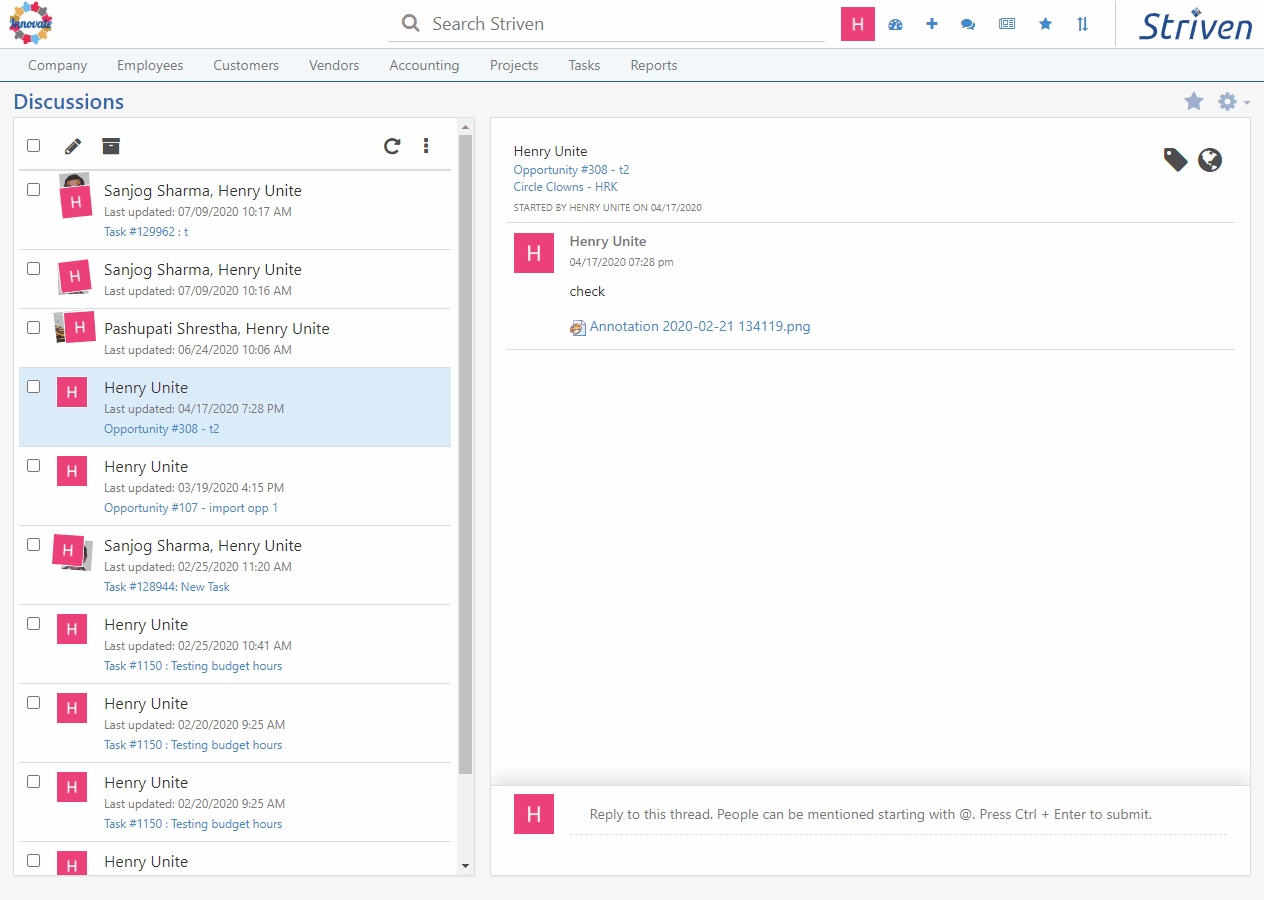 Innovate
Search Striven
H
Striven
Company Employees Customers Vendors Accounting Projects Tasks Reports
Discussions
H
Sanjog Sharma, Henry Unite
Last updated: 07/09/2020 10:17 AM
Task #129962 : t
H
Sanjog Sharma, Henry Unite
Last updated: 07/09/2020 10:16 AM
H
Pashupati Shrestha, Henry Unite
Last updated: 06/24/2020 10:06 AM
H
Henry Unite
Last updated: 04/17/2020 7:28 PM
Opportunity #308 - t2
H
Henry Unite
Last updated: 03/19/2020 4:15 PM
Opportunity #107 - import opp 1
H
Sanjog Sharma, Henry Unite
Last updated: 02/25/2020 11:20 AM
Task #128944: New Task
H
Henry Unite
Last updated: 02/25/2020 10:41 AM
Task #1150 : Testing budget hours
H
Henry Unite
Last updated: 02/20/2020 9:25 AM
Task #1150 : Testing budget hours
H
Henry Unite
Last updated: 02/20/2020 9:25 AM
Task #1150 : Testing budget hours
H
Henry Unite
Henry Unite
Opportunity #308 - t2
Circle Clowns - HRK
STARTED BY HENRY UNITE ON 04/17/2020
H
Henry Unite
04/17/2020 07:28 pm
check
Annotation 2020-02-21 134119.png
H
Reply to this thread. People can be mentioned starting with @. Press Ctrl + Enter to submit.